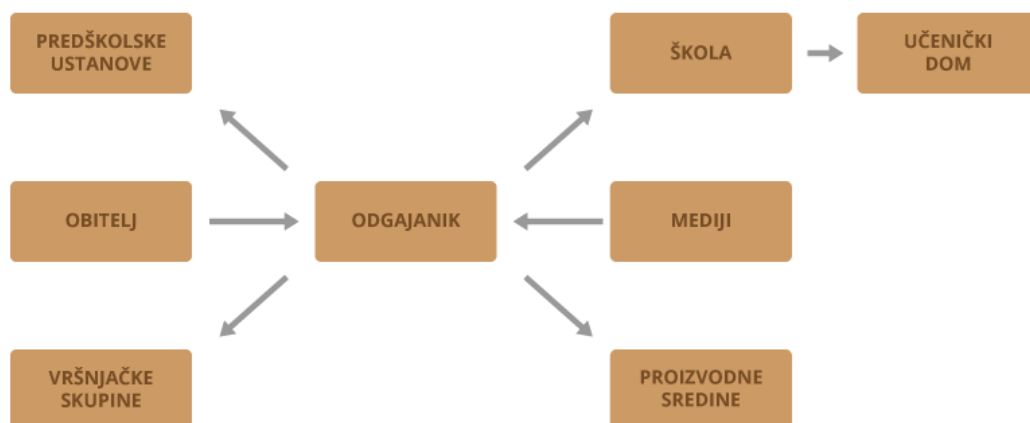 PREDŠKOLSKE
USTANOVE
ŠKOLA
UČENIČKI
DOM
OBITELJ
ODGAJANIK
MEDIJI
VRŠNJAČKE
SKUPINE
PROIZVODNE
SREDINE